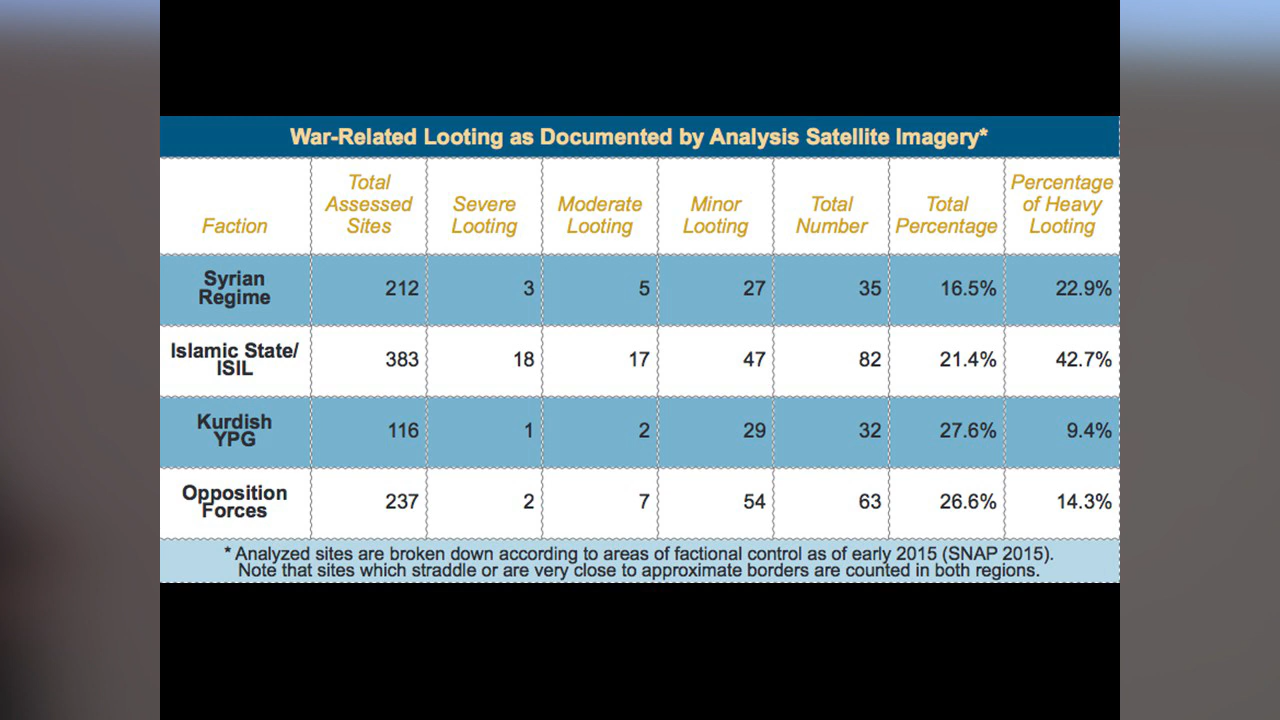 War-Related Looting as Documented by Analysis Satellite Imagery*
Faction Total Assessed Sites Severe Looting Moderate Looting Minor Looting Total Number Total Percentage Percentage of Heavy Looting
Syrian Regime 212 3 5 27 35 16.5% 22.9%
Islamic State/ ISIL 383 18 17 47 82 21.4% 42.7%
Kurdish YPG 116 1 2 29 32 27.6% 9.4%
Opposition Forces 237 2 7 54 63 26.6% 14.3%
* Analyzed sites are broken down according to areas of factional control as of early 2015 (SNAP 2015).
Note that sites which straddle or are very close to approximate borders are counted in both regions.